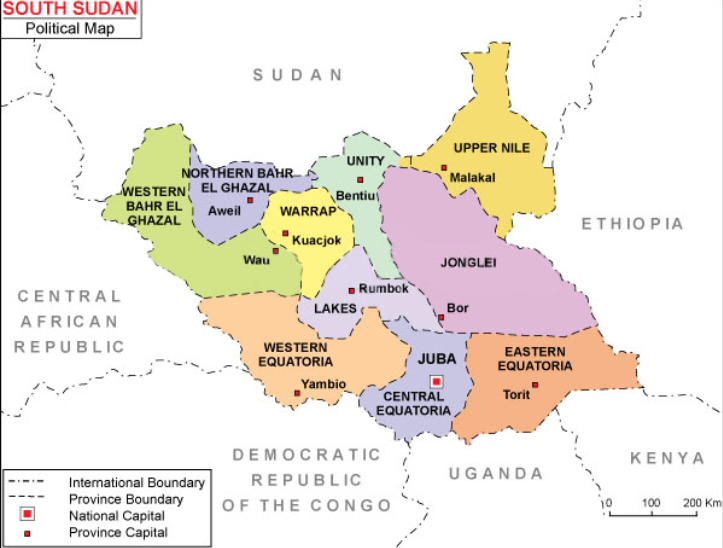 SOUTH SUDAN
Political Map
SUDAN
UPPER NILE
Malakal
UNITY
Bentiu
NORTHERN BAHR
EL GHAZAL
Aweil
WESTERN
BAHR EL
GHAZAL
WARRAP
Kuacjok
Wau
ETHIOPIA
JONGLEI
Rumbok
LAKES
Bor
CENTRAL
AFRICAN
REPUBLIC
WESTERN
EQUATORIA
Yambio
JUBA
CENTRAL
EQUATORIA
EASTERN
EQUATORIA
Torit
DEMOCRATIC
REPUBLIC
OF THE CONGO
UGANDA
KENYA
International Boundary
Province Boundary
National Capital
Province Capital
0 100 200 Km